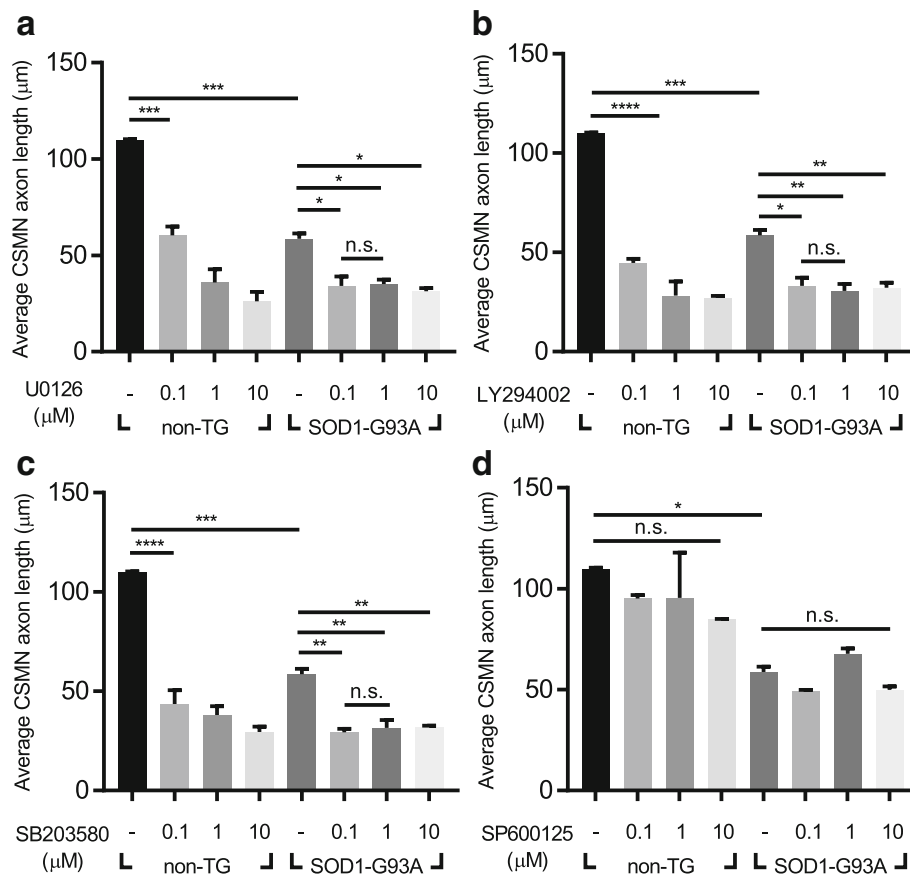 a
Average CSMN axon length (μm)
150
100
50
0
***
***
*
*
*
n.s.
U0126
(μM)
- 0.1 1 10 - 0.1 1 10
non-TG SOD1-G93A
b
Average CSMN axon length (μm)
150
100
50
0
***
****
**
**
*
n.s.
LY294002
(μM)
- 0.1 1 10 - 0.1 1 10
non-TG SOD1-G93A
c
Average CSMN axon length (μm)
150
100
50
0
***
****
**
**
**
n.s.
SB203580
(μM)
- 0.1 1 10 - 0.1 1 10
non-TG SOD1-G93A
d
Average CSMN axon length (μm)
150
100
50
0
*
n.s.
n.s.
SP600125
(μM)
- 0.1 1 10 - 0.1 1 10
non-TG SOD1-G93A